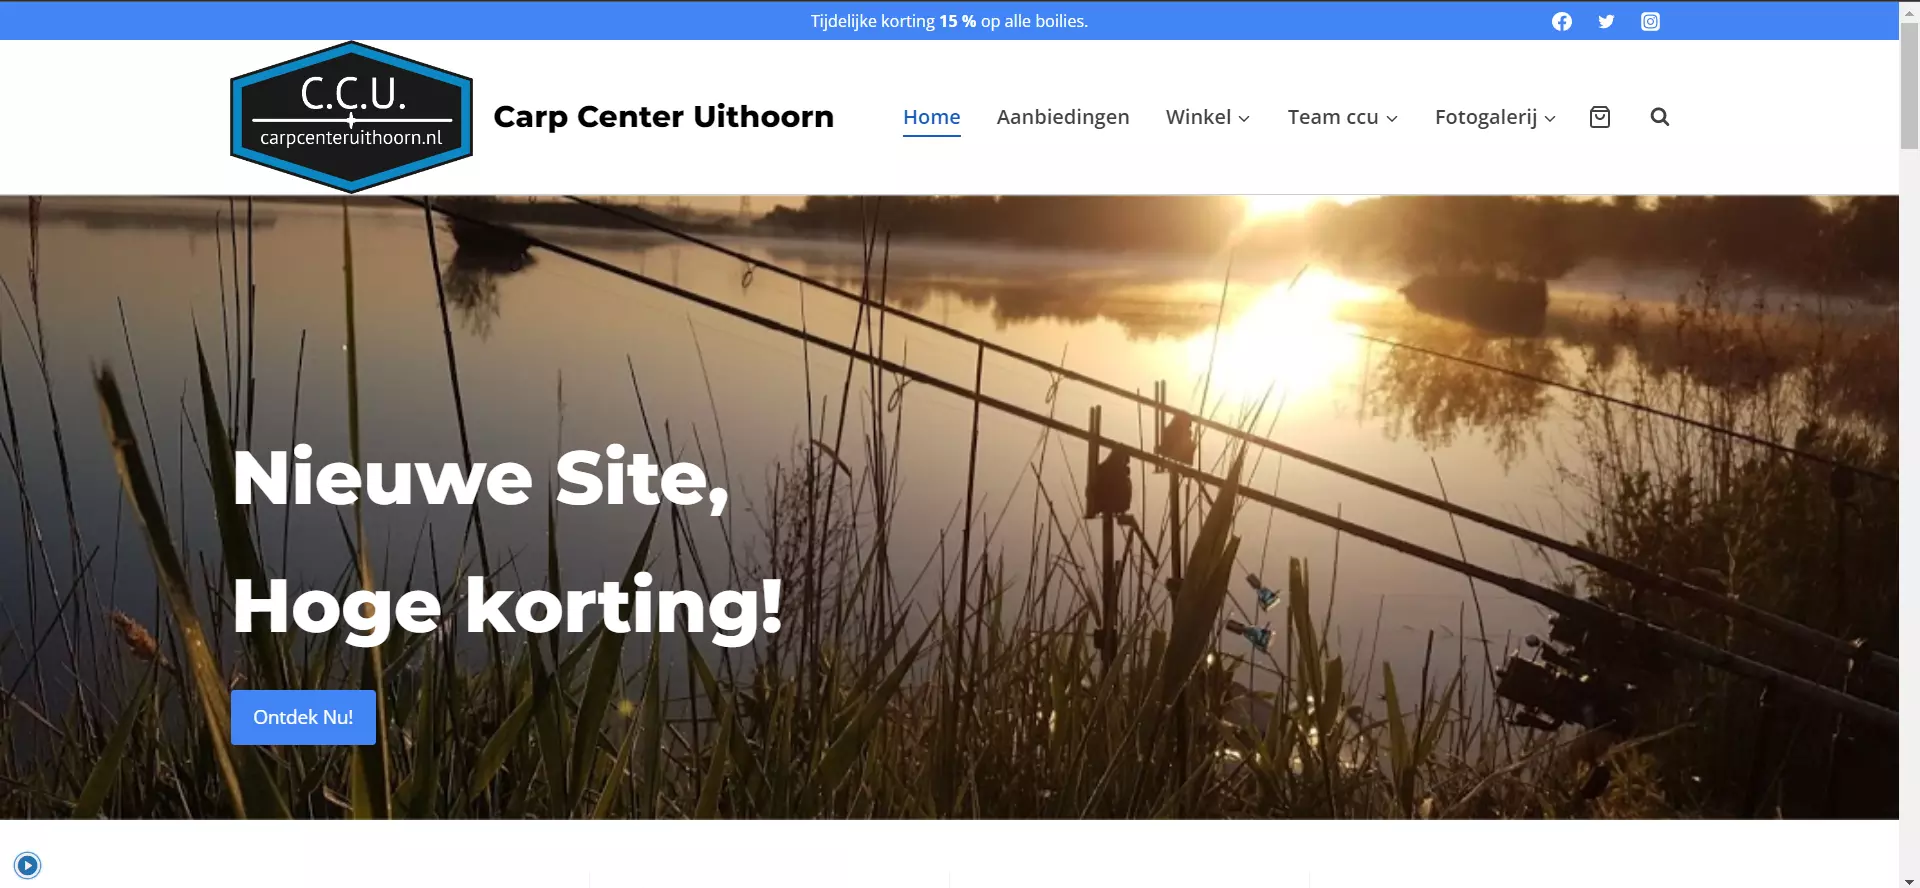 Tijdelijke korting 15 % op alle boilies.
C.C.U.
carpcenteruithoorn.nl
Carp Center Uithoorn
Home
Aanbiedingen
Winkel
Team ccu
Fotogalerij
Nieuwe Site,
Hoge korting!
Ontdek Nu!